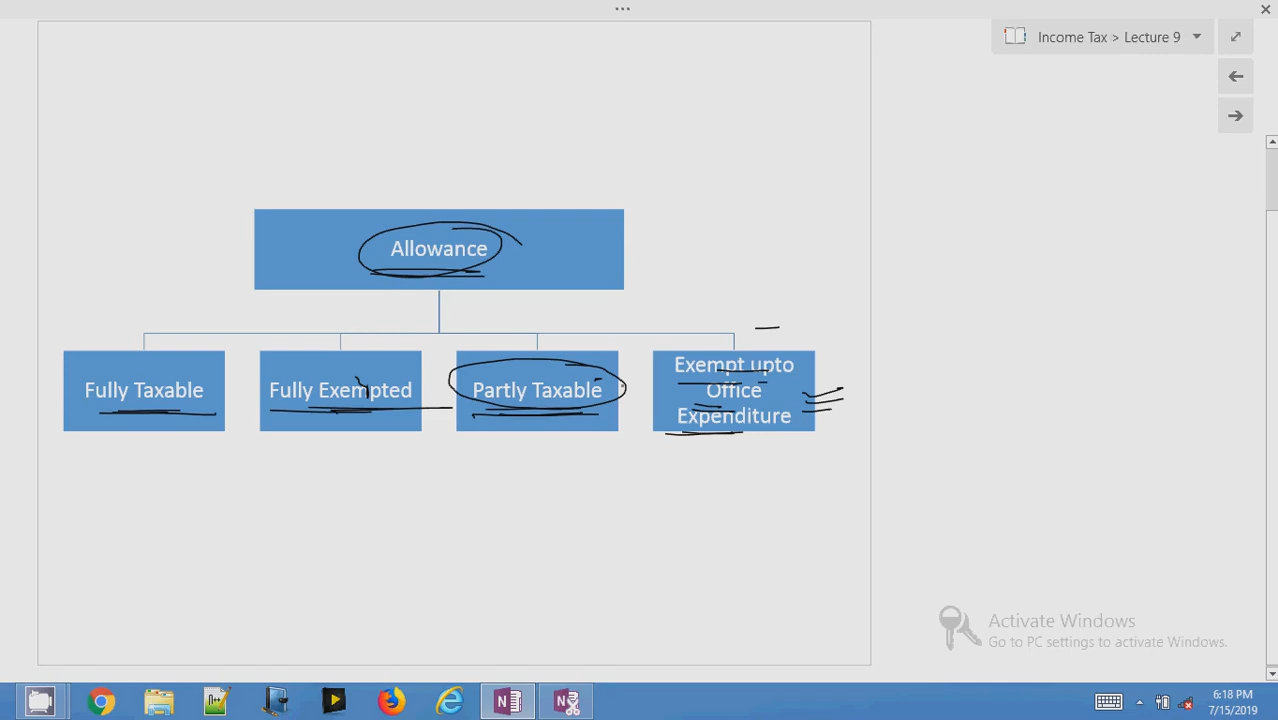 Income Tax > Lecture 9
Allowance
Fully Taxable
Fully Exempted
Partly Taxable
Exempt upto
Office
Expenditure
Activate Windows
Go to PC settings to activate Windows.
6:18 PM
7/15/2019